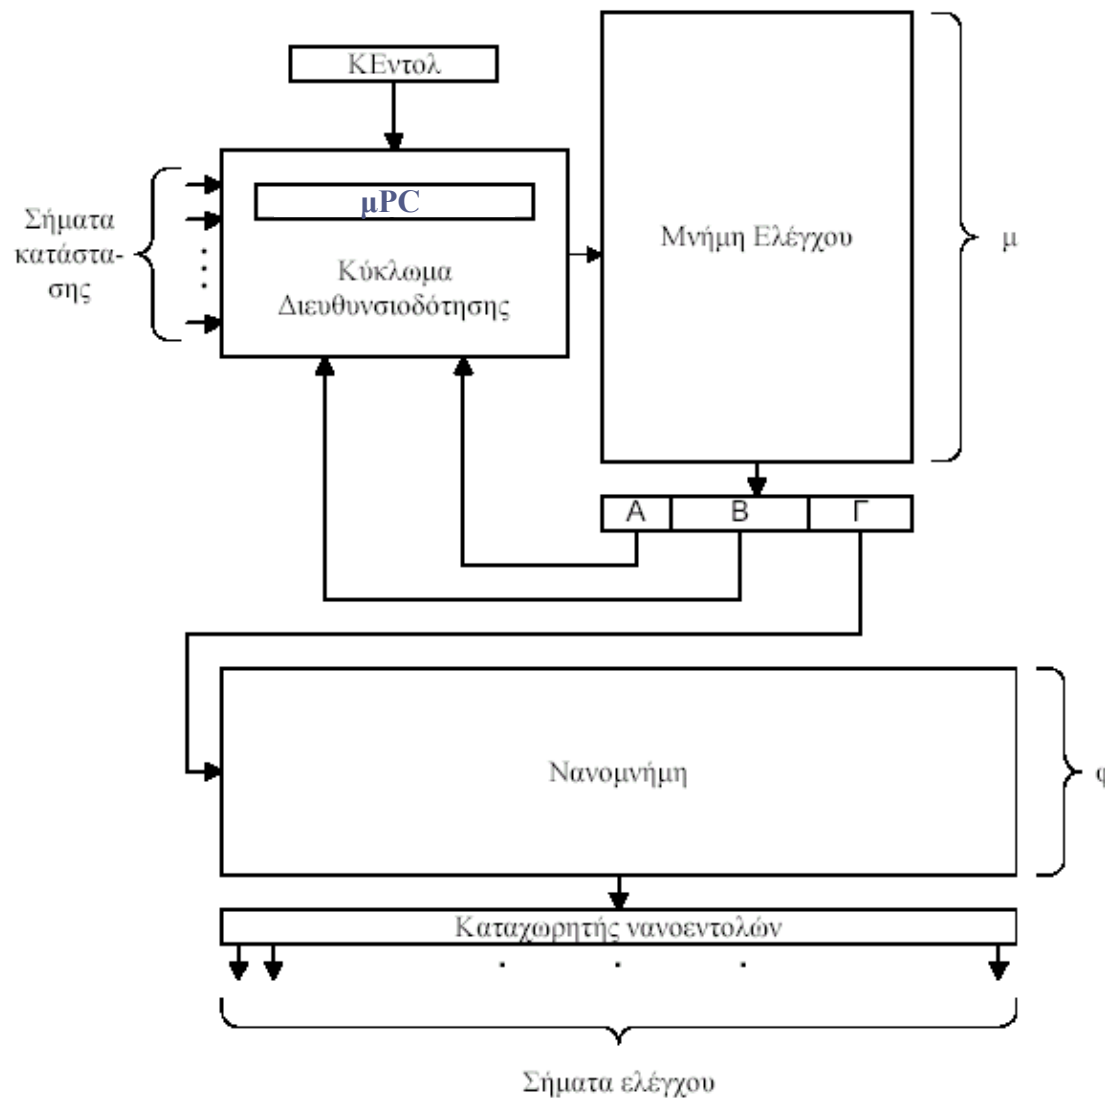 ΚΕντολ
μPC
Σήματα
κατάστα-
σης
Κύκλωμα
Διευθυνσιοδότησης
Μνήμη Ελέγχου
μ
Α
Β
Γ
Νανομνήμη
φ
Καταχωρητής νανοεντολών
Σήματα ελέγχου